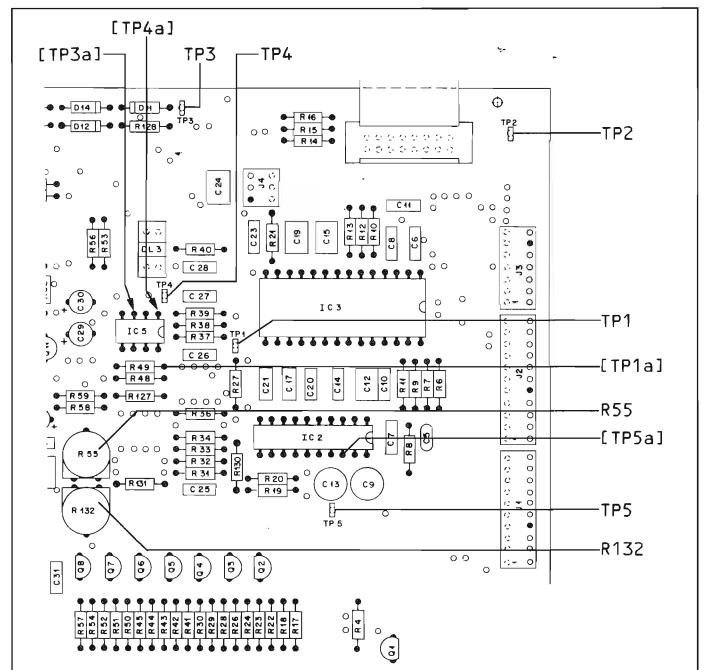 [TP4a]
[TP3a] TP3 TP4
D14 D11 TP3
D12 R128
R16
R15
R14
TP2
TP2
C24 J4
C11
R56 R53
DL3
R40
C23 R21 C19 C15 R13 R12 R10 C8 C6
J3
C28
TP4
C30
C27
IC3
IC5
R39
R38
R37
TP1
TP1
C29
C26
J2
[TP1a]
R49
R48
R27 C21 C17 C20 C14 C12 C10 R11 R9 R7 R6
R59
R58
R127
R36
R55
IC2
C7 R8 C5
[TP5a]
R55
R34
R33
R32
R31
R130
R20
R19
R131
C25
C13 C9
J1
TP5
TP5
R132
R132
C31 Q8 Q7 Q6 Q5 Q4 Q3 Q2
R57 R54 R52 R51 R50 R45 R44 R43 R42 R41 R30 R29 R28 R26 R24 R23 R22 R18 R17
R4
Q1